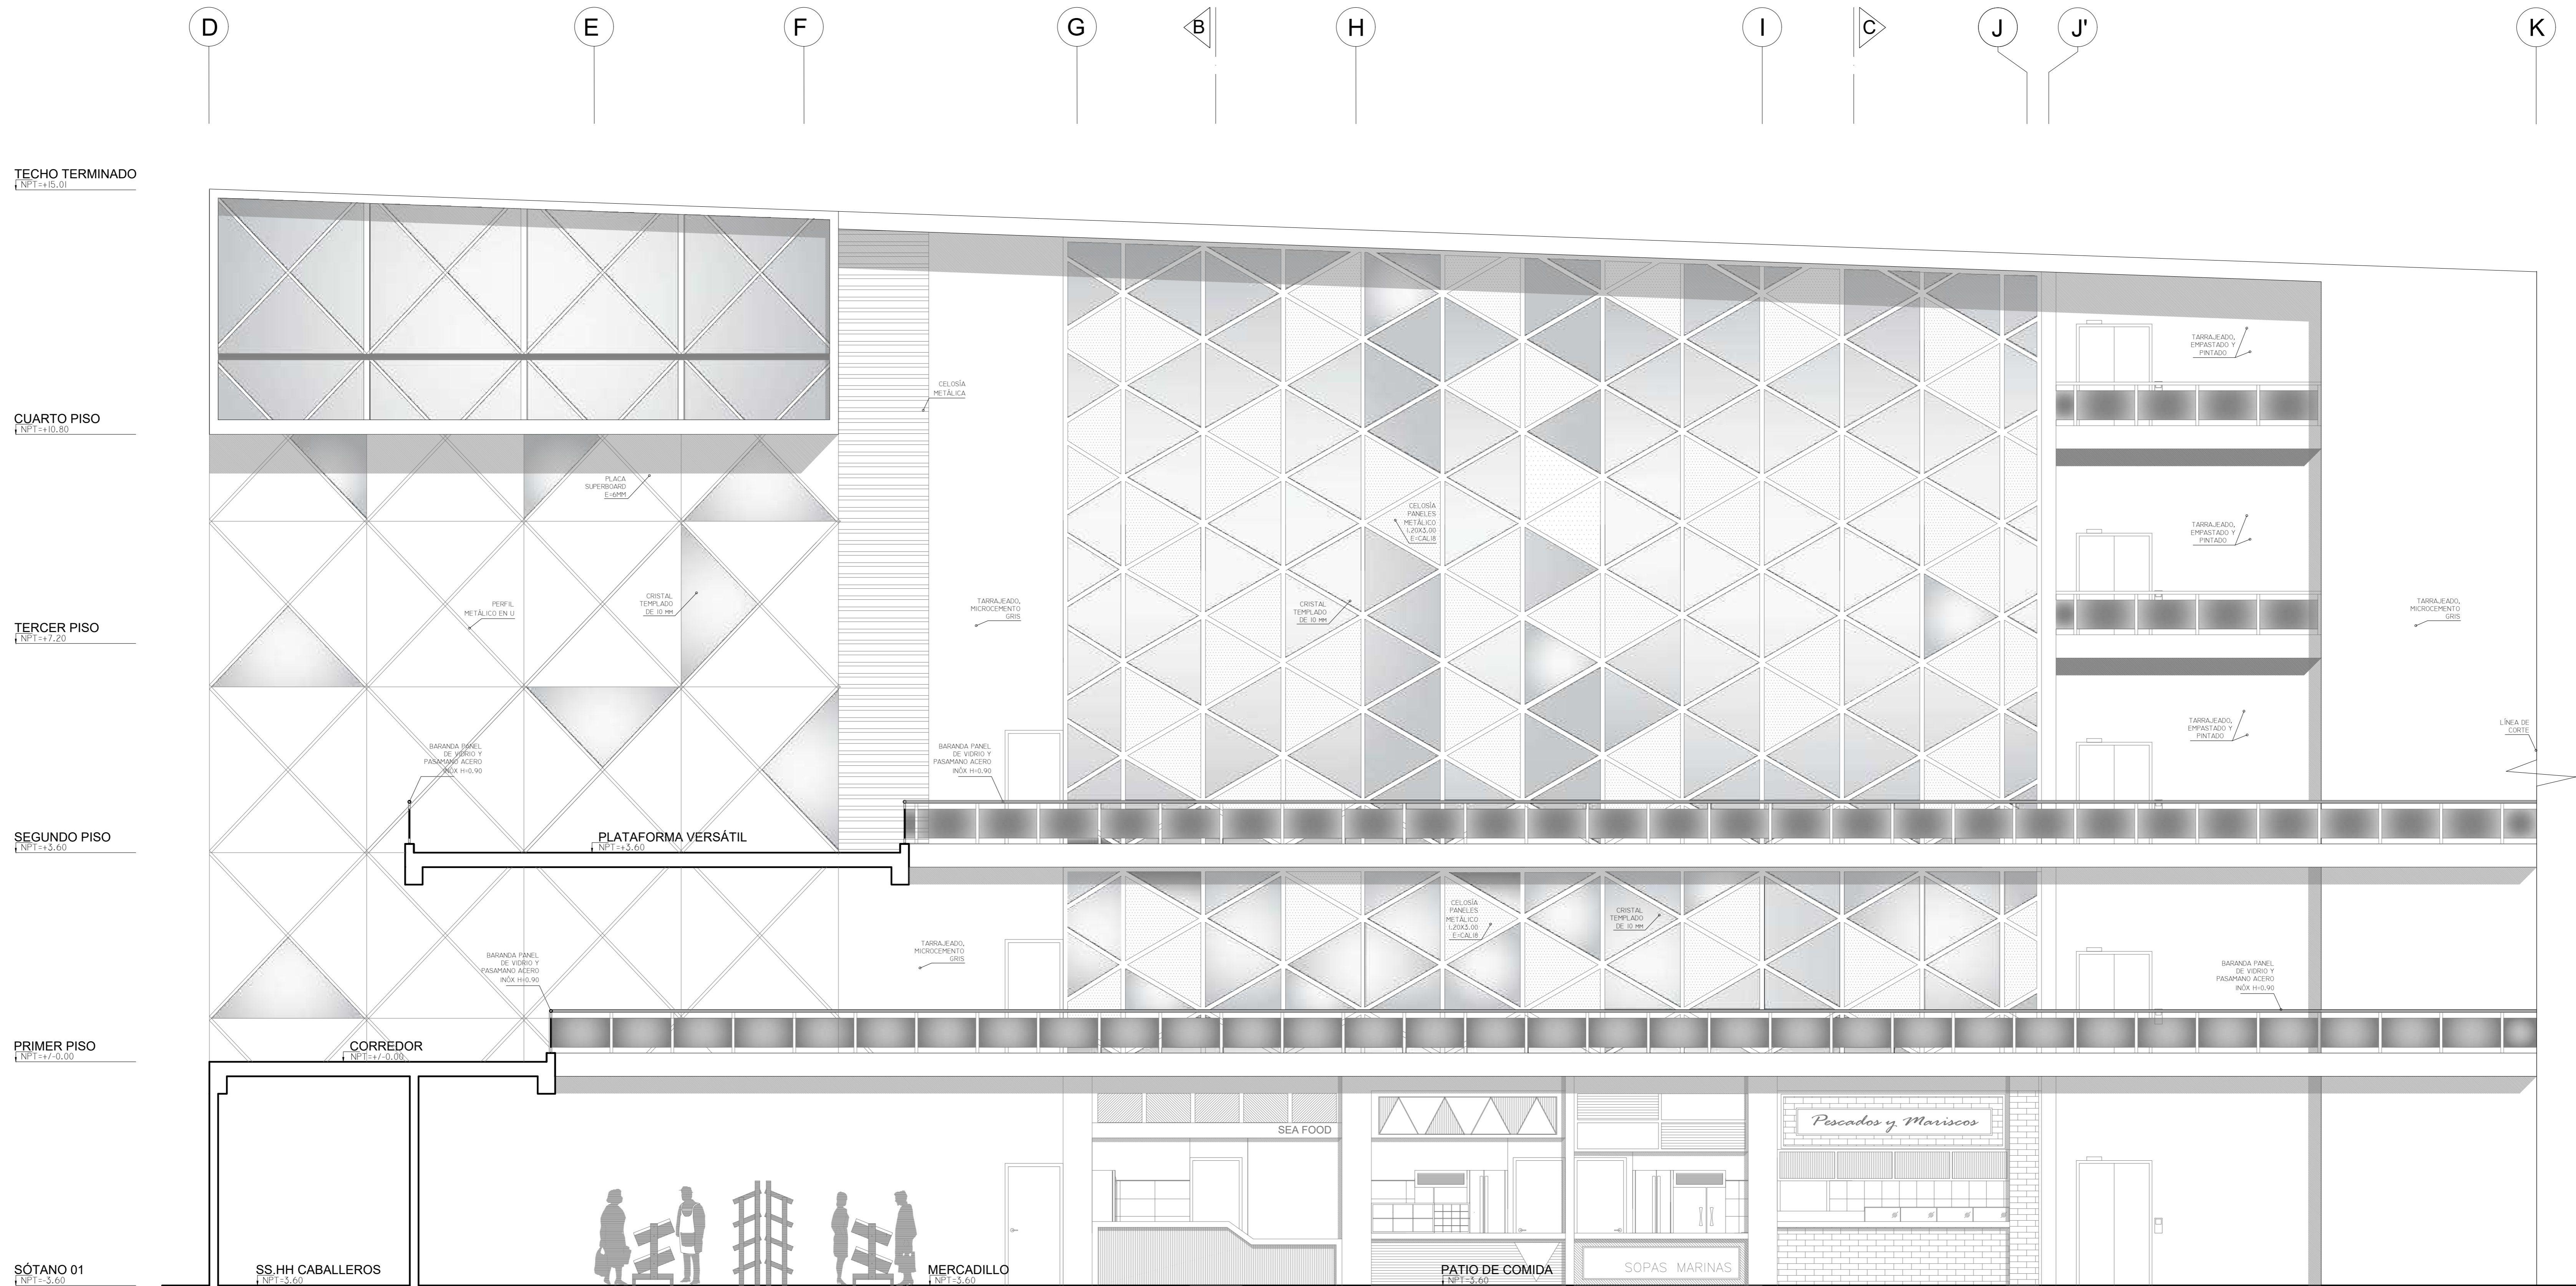 D
E
F
G
B
H
I
C
J
J'
K
TECHO TERMINADO
NPT=+15.01
CUARTO PISO
NPT=+10.80
TERCER PISO
NPT=+7.20
SEGUNDO PISO
NPT=+3.60
PRIMER PISO
NPT=+/-0.00
SÓTANO 01
NPT=-3.60
CELOSÍA
METÁLICA
PLACA
SUPERBOARD
E=6MM
PERFIL
METÁLICO EN U
CRISTAL
TEMPLADO
DE 10 MM
TARRAJEADO,
MICROCEMENTO
GRIS
CELOSÍA
PANELES
METÁLICO
1.20X3.00
E=CAL18
CRISTAL
TEMPLADO
DE 10 MM
TARRAJEADO,
EMPASTADO Y
PINTADO
TARRAJEADO,
EMPASTADO Y
PINTADO
TARRAJEADO,
MICROCEMENTO
GRIS
TARRAJEADO,
EMPASTADO Y
PINTADO
LÍNEA DE
CORTE
BARANDA PANEL
DE VIDRIO Y
PASAMANO ACERO
INÓX H=0.90
BARANDA PANEL
DE VIDRIO Y
PASAMANO ACERO
INÓX H=0.90
PLATAFORMA VERSÁTIL
NPT=+3.60
CELOSÍA
PANELES
METÁLICO
1.20X3.00
E=CAL18
CRISTAL
TEMPLADO
DE 10 MM
TARRAJEADO,
MICROCEMENTO
GRIS
BARANDA PANEL
DE VIDRIO Y
PASAMANO ACERO
INÓX H=0.90
BARANDA PANEL
DE VIDRIO Y
PASAMANO ACERO
INÓX H=0.90
CORREDOR
NPT=+/-0.00
SEA FOOD
Pescados y Mariscos
SOPAS MARINAS
SS.HH CABALLEROS
NPT=3.60
MERCADILLO
NPT=3.60
PATIO DE COMIDA
NPT=3.60